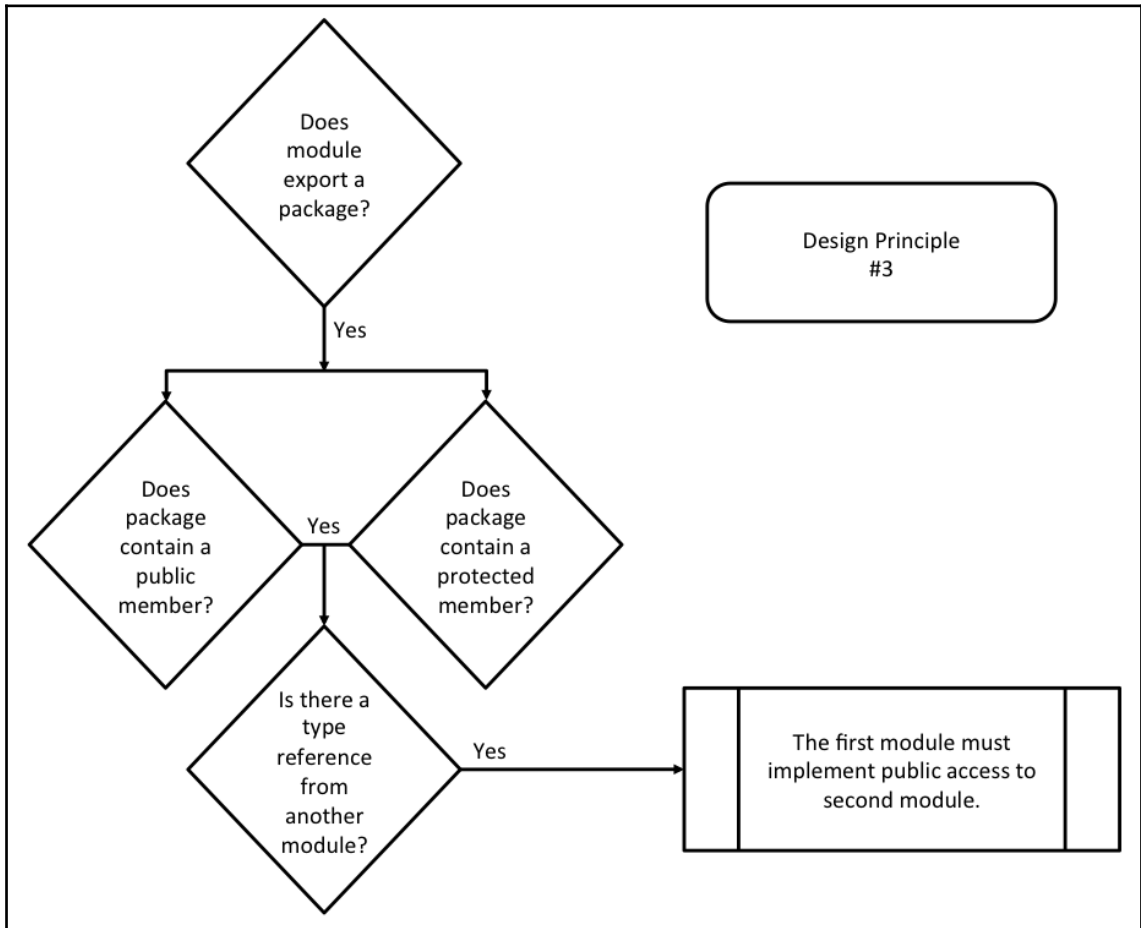 Does
module
export a
package?
Design Principle
#3
Yes
Does
package
contain a
public
member?
Yes
Does
package
contain a
protected
member?
Is there a
type
reference
from
another
module?
Yes
The first module must
implement public access to
second module.